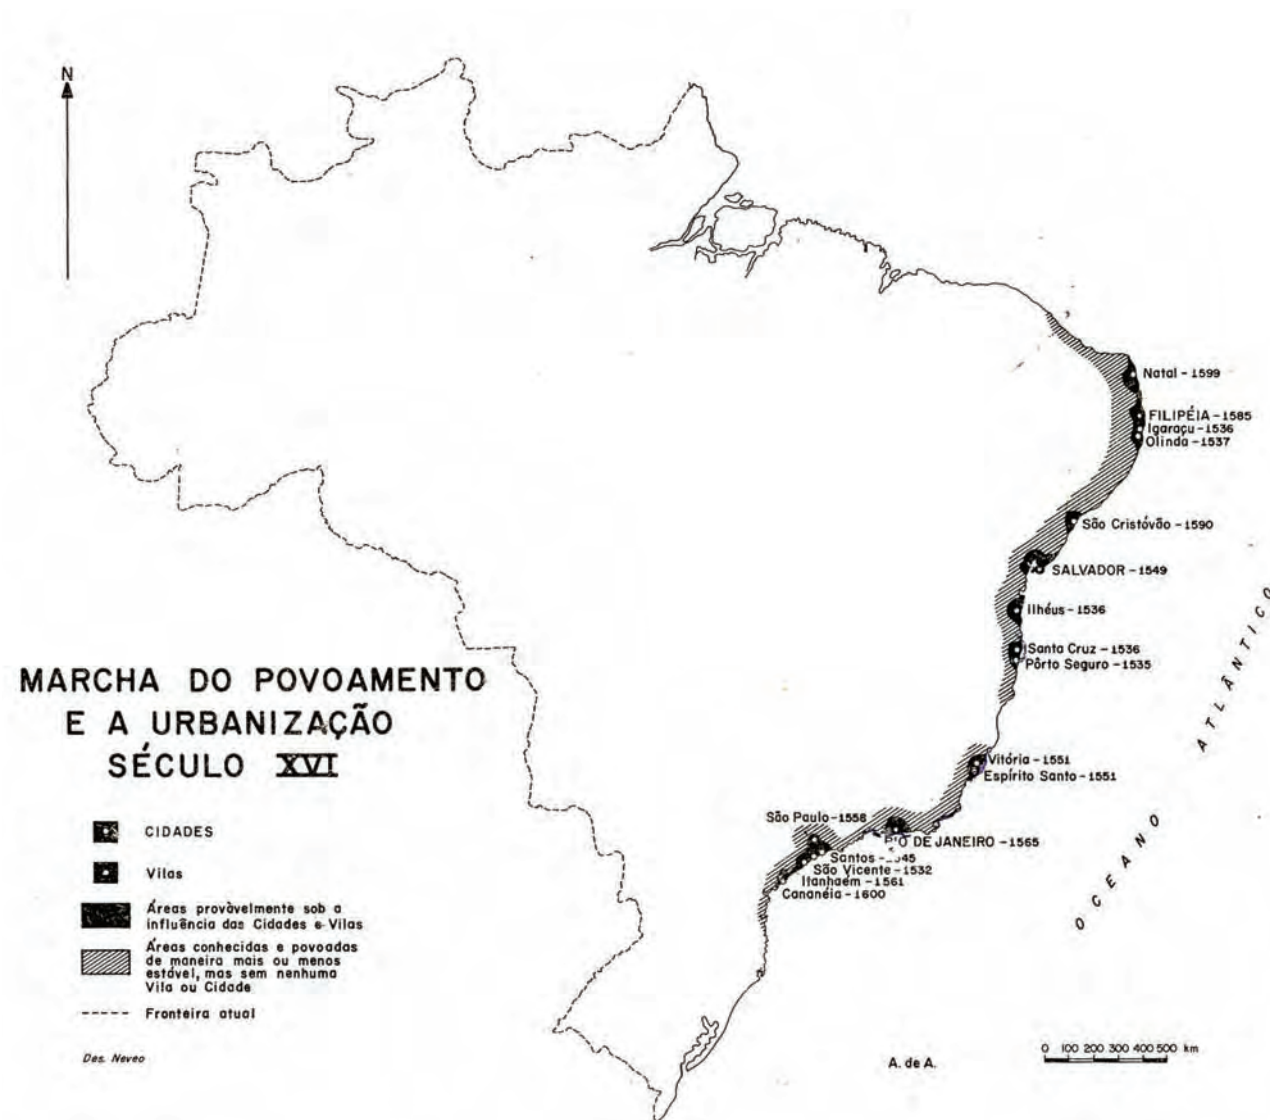 N
Natal - 1599
FILIPÉIA - 1585
Igaraçu - 1536
Olinda - 1537
São Cristóvão - 1590
SALVADOR - 1549
Ilhéus - 1536
Santa Cruz - 1536
Pôrto Seguro - 1535
OCEANO ATLÂNTICO
Vitória - 1551
Espírito Santo - 1551
São Paulo - 1558
RIO DE JANEIRO - 1565
Santos
São Vicente - 1532
Itanhaém - 1561
Cananéia - 1600
MARCHA DO POVOAMENTO
E A URBANIZAÇÃO
SÉCULO XVI
CIDADES
Vilas
Áreas provàvelmente sob a
influência das Cidades e Vilas
Áreas conhecidas e povoadas
de maneira mais ou menos
estável, mas sem nenhuma
Vila ou Cidade
Fronteira atual
Des. Neveo
A. de A.
0 100 200 300 400 500 km